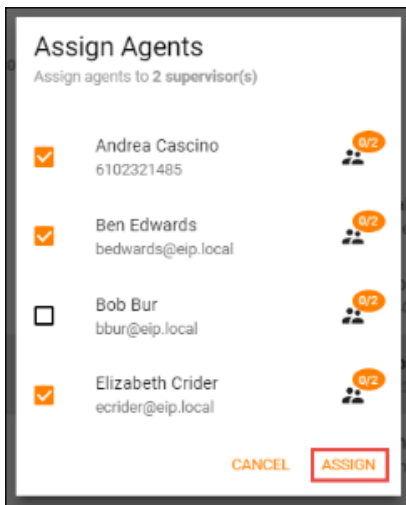 Assign Agents
Assign agents to 2 supervisor(s)
Andrea Cascino
0/2
6102321485
Ben Edwards
0/2
bedwards@eip.local
Bob Bur
0/2
bbur@eip.local
Elizabeth Crider
0/2
ecrider@eip.local
CANCEL ASSIGN